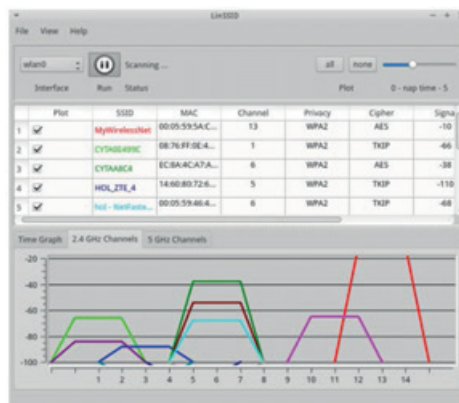 LinSSID
File View Help
wlan0 Scanning ... all none
Interface Run Status Plot 0 - nap time - 5
Plot SSID MAC Channel Privacy Cipher Signa
1 MyWirelessNet 00:05:59:5A:C... 13 WPA2 AES -10
2 1 WPA2 TKIP -66
3 CYTAA8C4 EC:8A:4C:A7:A... 6 WPA2 AES -38
4 HOL_ZTE_4 14:60:80:72:6... 5 WPA2 TKIP -110
5 hol - NetFaste... 00:05:59:46:4... 6 WPA2 TKIP -68
Time Graph 2.4 GHz Channels 5 GHz Channels
-20
-40
-60
-80
-100
1 2 3 4 5 6 7 8 9 10 11 12 13 14